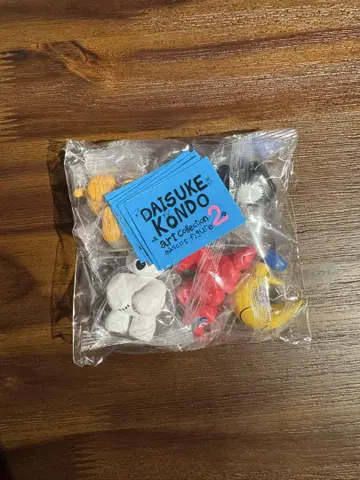 DAISUKE
KONDO
art collection
mascot figure 2